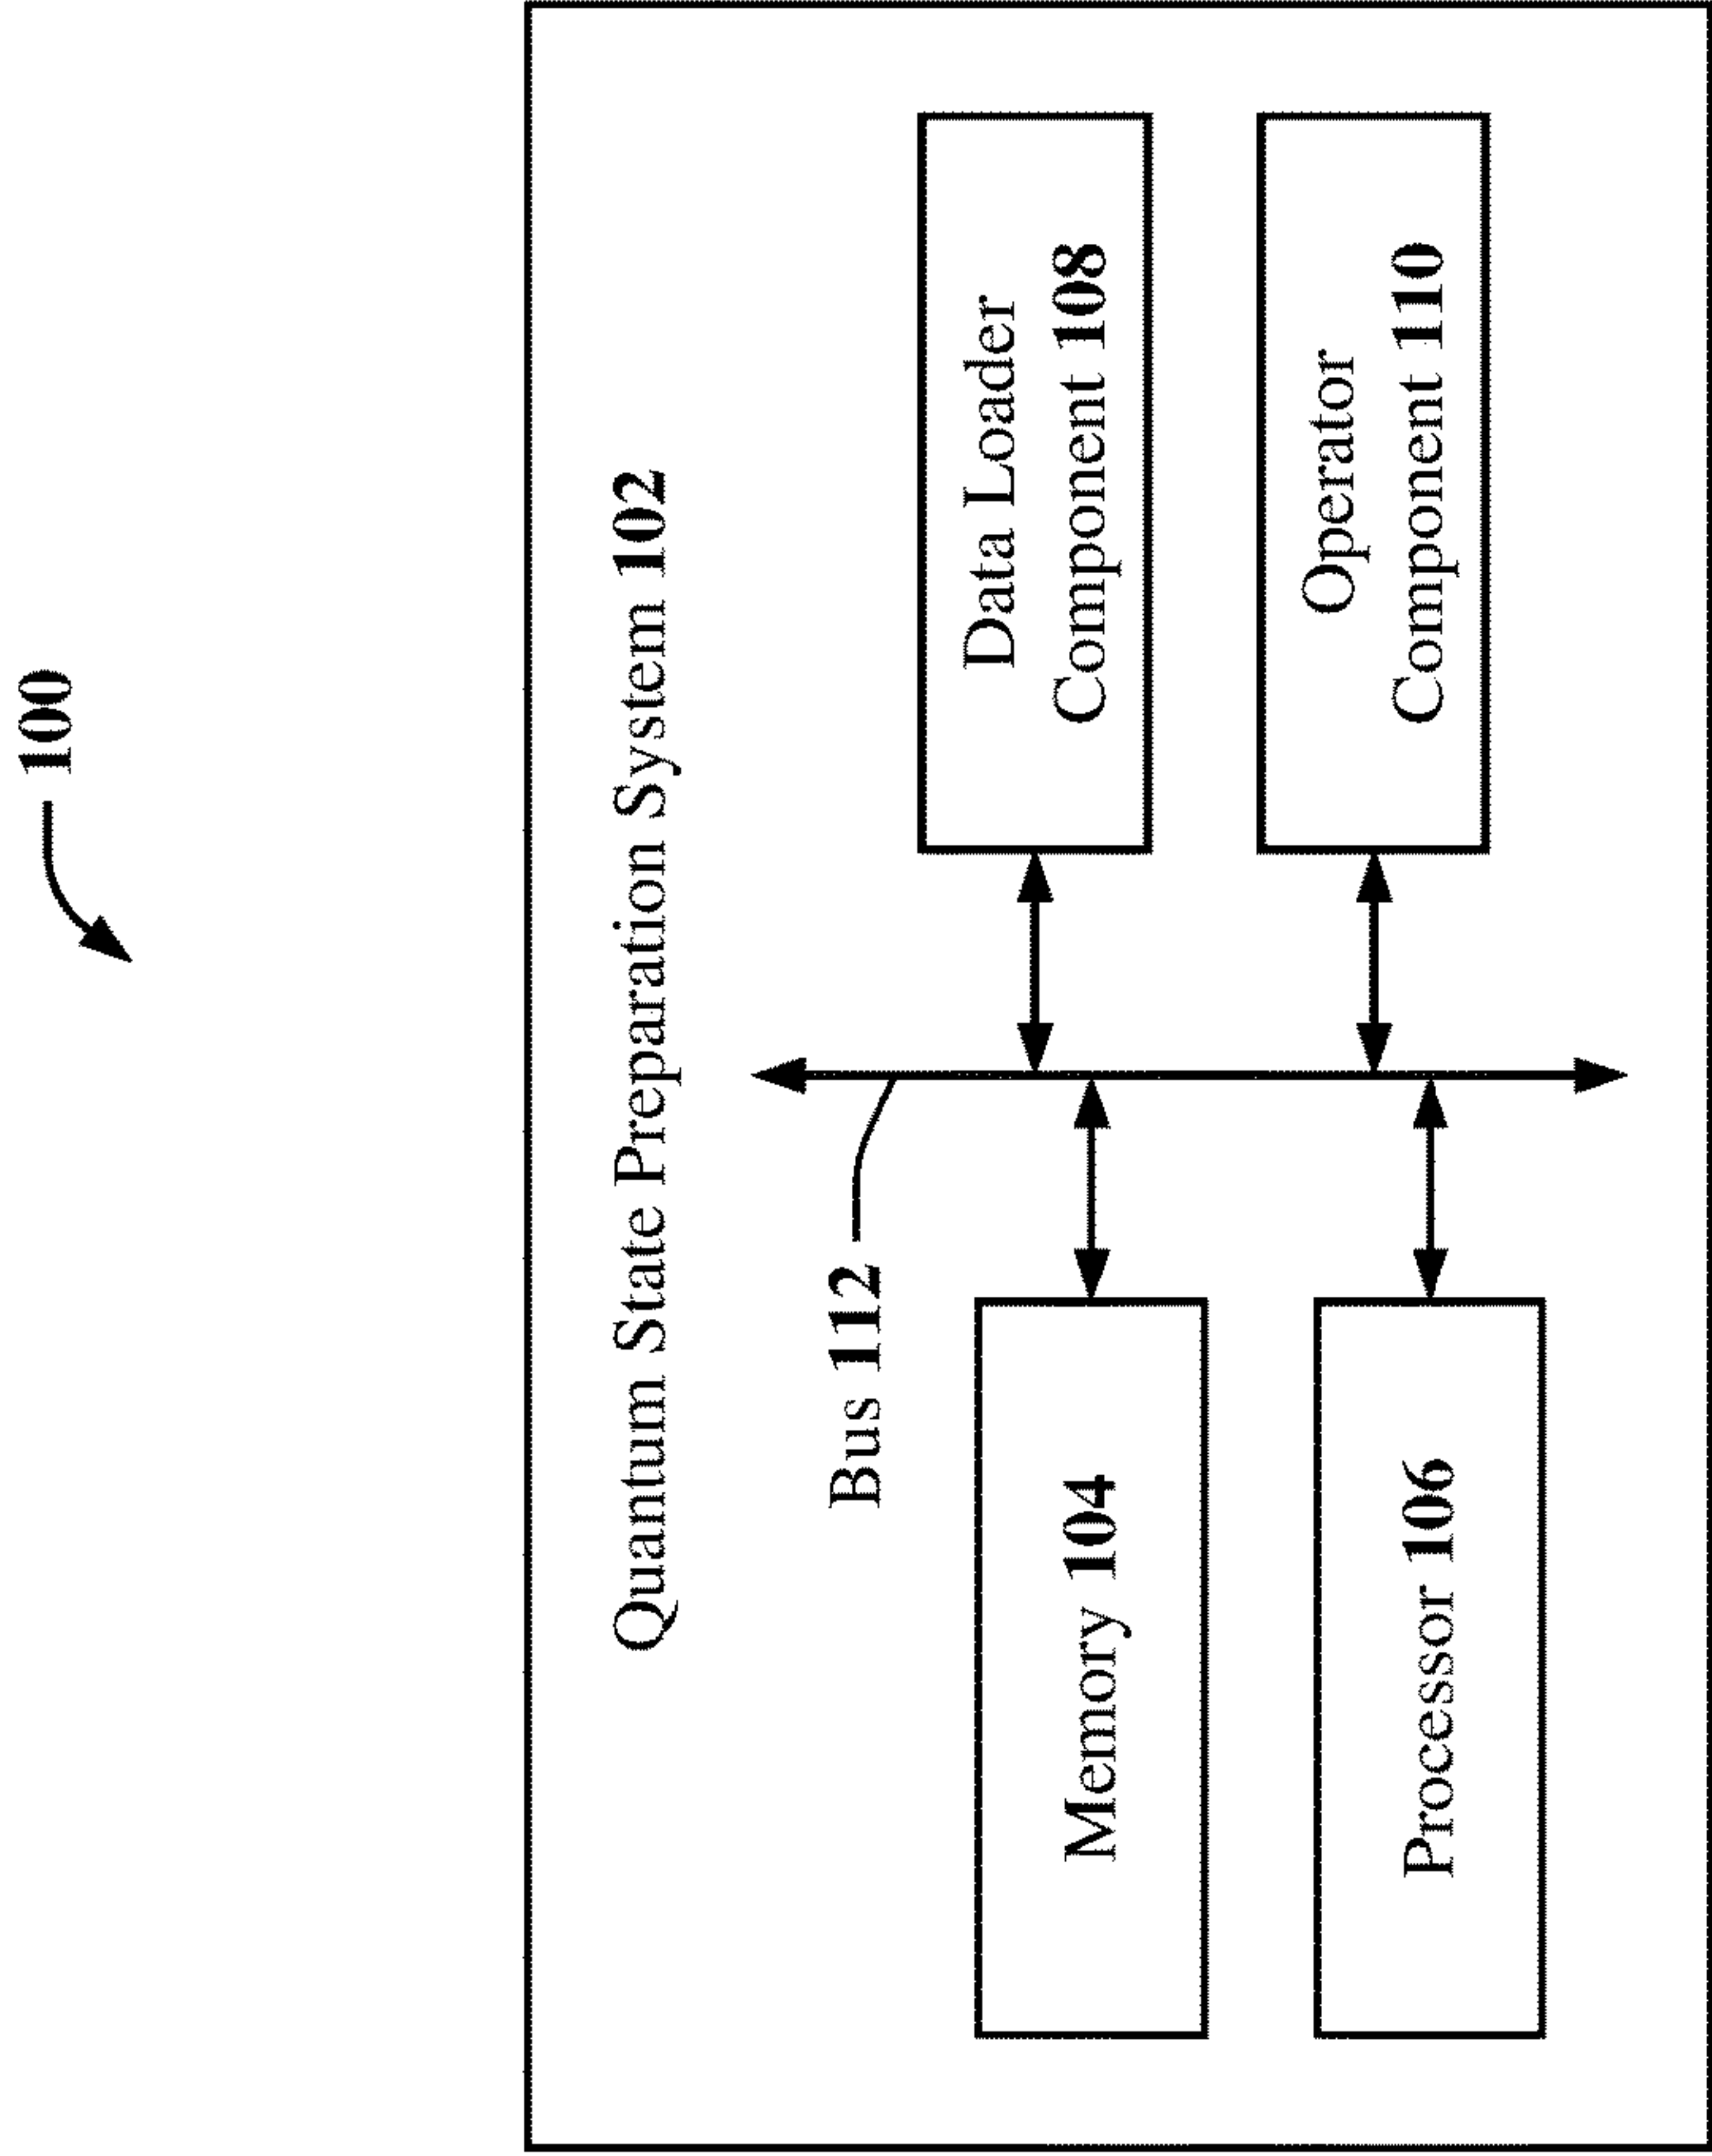 100
Quantum State Preparation System 102
Bus 112
Memory 104
Data Loader
Component 108
Processor 106
Operator
Component 110